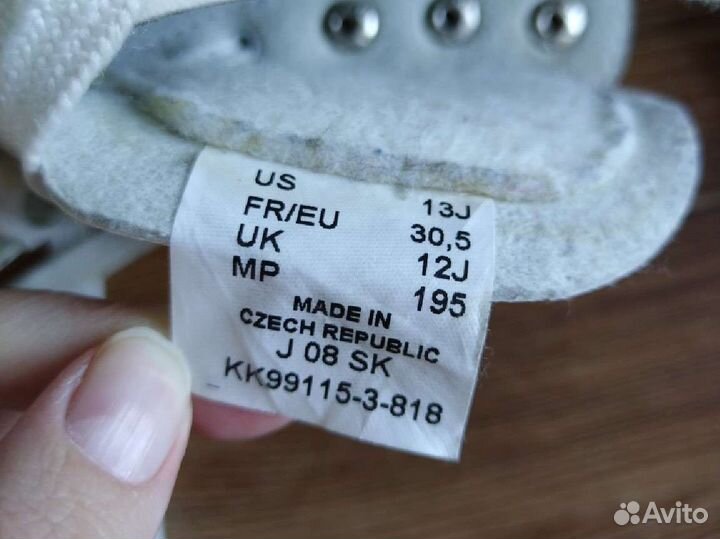 US 13J
FR/EU 30,5
UK 12J
MP 195
MADE IN
CZECH REPUBLIC
J 08 SK
KK99115-3-818
Avito